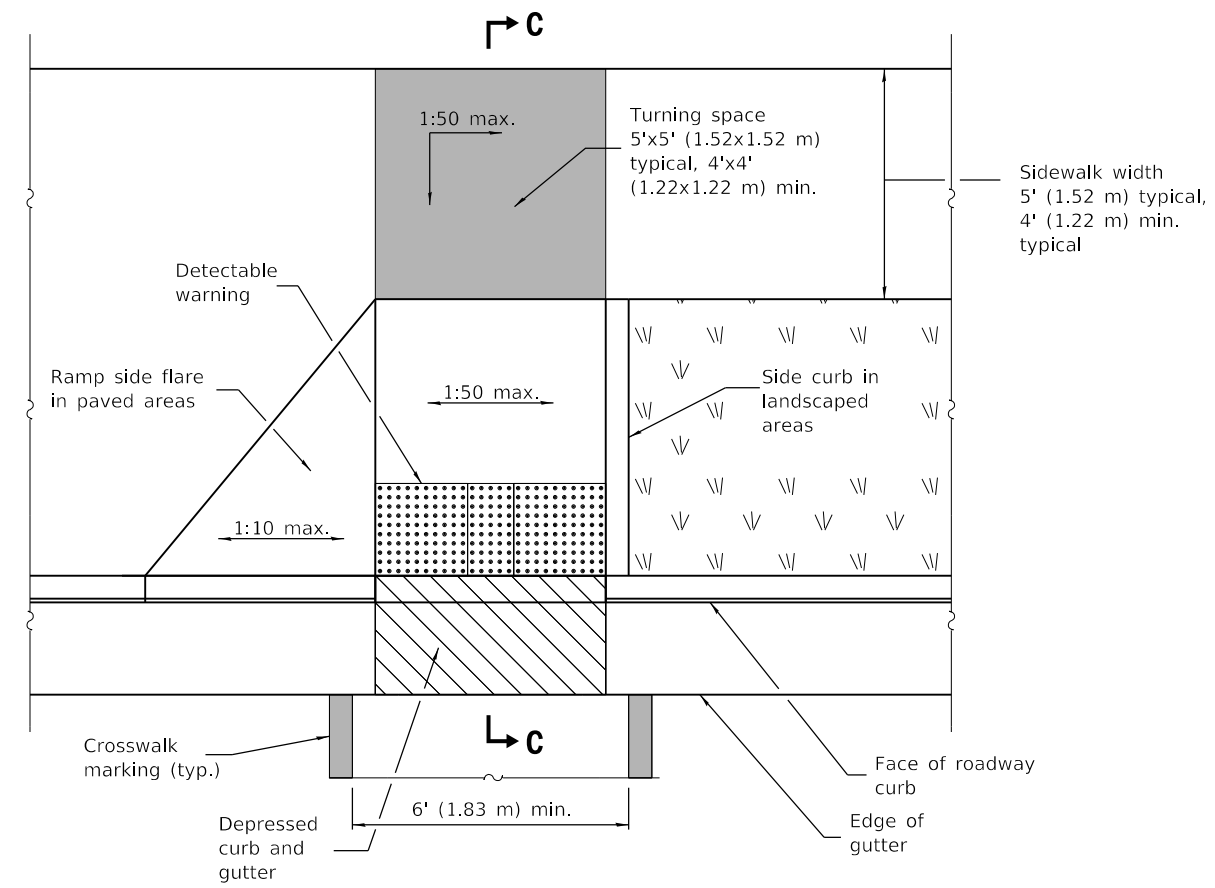 C
1:50 max.
Turning space
5'x5' (1.52x1.52 m)
typical, 4'x4'
(1.22x1.22 m) min.
Sidewalk width
5' (1.52 m) typical,
4' (1.22 m) min.
typical
Detectable
warning
Ramp side flare
in paved areas
1:50 max.
Side curb in
landscaped
areas
1:10 max.
C
Crosswalk
marking (typ.)
Face of roadway
curb
6' (1.83 m) min.
Depressed
curb and
gutter
Edge of
gutter